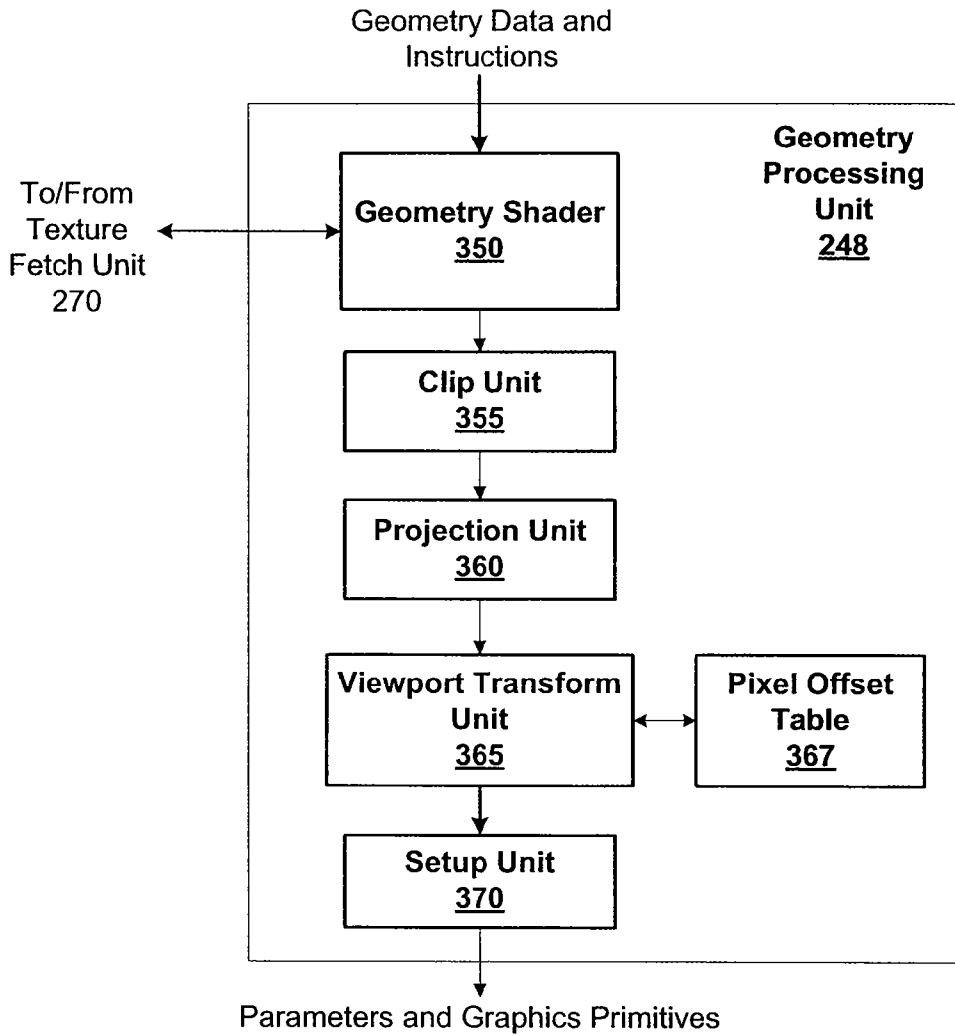 Geometry Data and
Instructions
Geometry
Processing
Unit
248
To/From
Texture
Fetch Unit
270
Geometry Shader
350
Clip Unit
355
Projection Unit
360
Viewport Transform
Unit
365
Pixel Offset
Table
367
Setup Unit
370
Parameters and Graphics Primitives